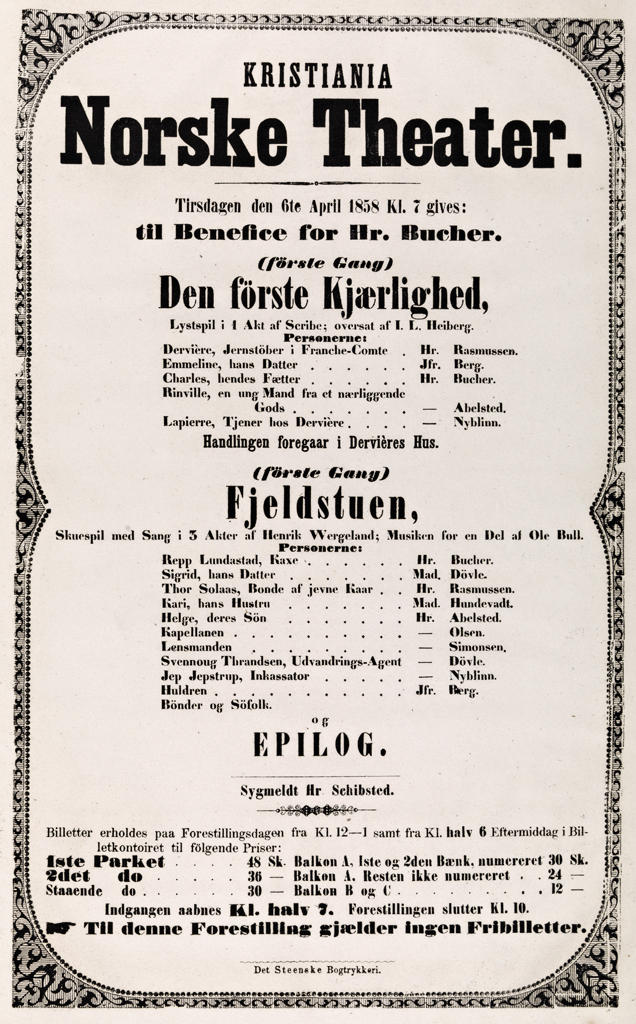 KRISTIANIA
Norske Theater.
Tirsdagen den 6te April 1858 Kl. 7 gives:
til Benefice for Hr. Bucher.
(förste Gang)
Den förste Kjærlighed,
Lystspil i 1 Akt af Scribe; oversat af I. L. Heiberg.
Personerne:
Dervière, Jernstöber i Franche-Comte . Hr. Rasmussen.
Emmeline, hans Datter . . . . . . Jfr. Berg.
Charles, hendes Fætter . . . . . . Hr. Bucher.
Rinville, en ung Mand fra et nærliggende
Gods . . . . . . . — Abelsted.
Lapierre, Tjener hos Dervière . . . . — Nyblinn.
Handlingen foregaar i Dervières Hus.
(förste Gang)
Fjeldstuen,
Skuespil med Sang i 3 Akter af Henrik Wergeland; Musiken for en Del af Ole Bull.
Personerne:
Repp Lundastad, Kaxe . . . . . . Hr. Bucher.
Sigrid, hans Datter . . . . . . . Mad. Dövle.
Thor Solaas, Bonde af jevne Kaar . . Hr. Rasmussen.
Kari, hans Hustru . . . . . . . Mad. Hundevadt.
Helge, deres Sön . . . . . . . Hr. Abelsted.
Kapellanen . . . . . . . . . — Olsen.
Lensmanden . . . . . . . . . — Simonsen.
Svennoug Thrandsen, Udvandrings-Agent — Dövle.
Jep Jepstrup, Inkassator . . . . . — Nyblinn.
Huldren . . . . . . . . . . Jfr. Berg.
Bönder og Söfolk.
og
EPILOG.
Sygmeldt Hr Schibsted.
Billetter erholdes paa Forestillingsdagen fra Kl. 12—1 samt fra Kl. halv 6 Eftermiddag i Bil-
letkontoiret til fölgende Priser:
1ste Parket . . . . 48 Sk. Balkon A, 1ste og 2den Bænk, numereret 30 Sk.
2det do . . . . . 36 — Balkon A. Resten ikke numereret . . 24 —
Staaende do . . . . . 30 — Balkon B og C . . . . . . . 12 —
Indgangen aabnes Kl. halv 7. Forestillingen slutter Kl. 10.
☛ Til denne Forestilling gjælder ingen Fribilletter.
Det Steenske Bogtrykkeri.